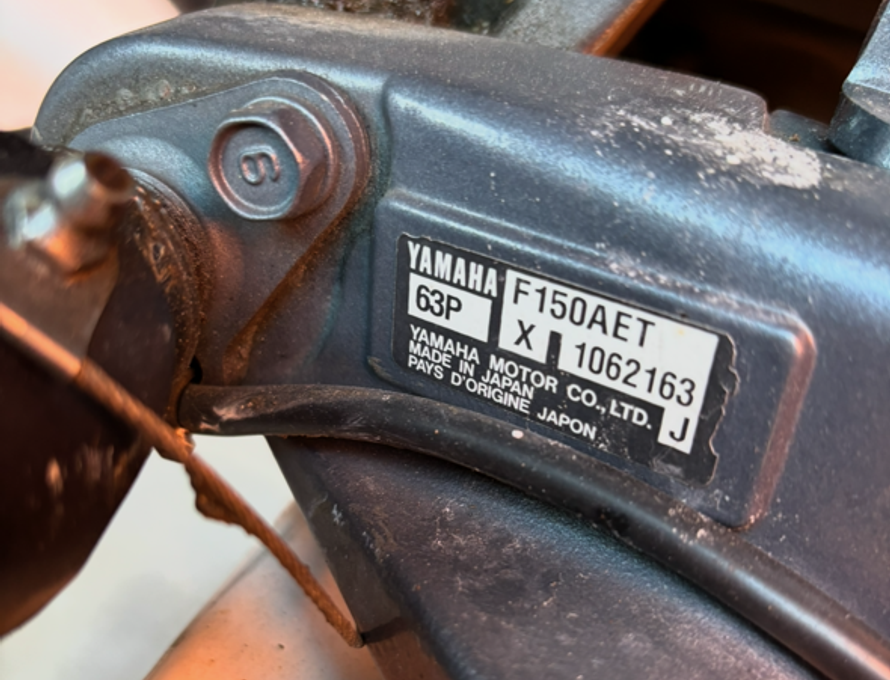 6
YAMAHA
63P
F150AET
X 1062163
YAMAHA MOTOR CO., LTD.
MADE IN JAPAN
PAYS D'ORIGINE JAPON
J